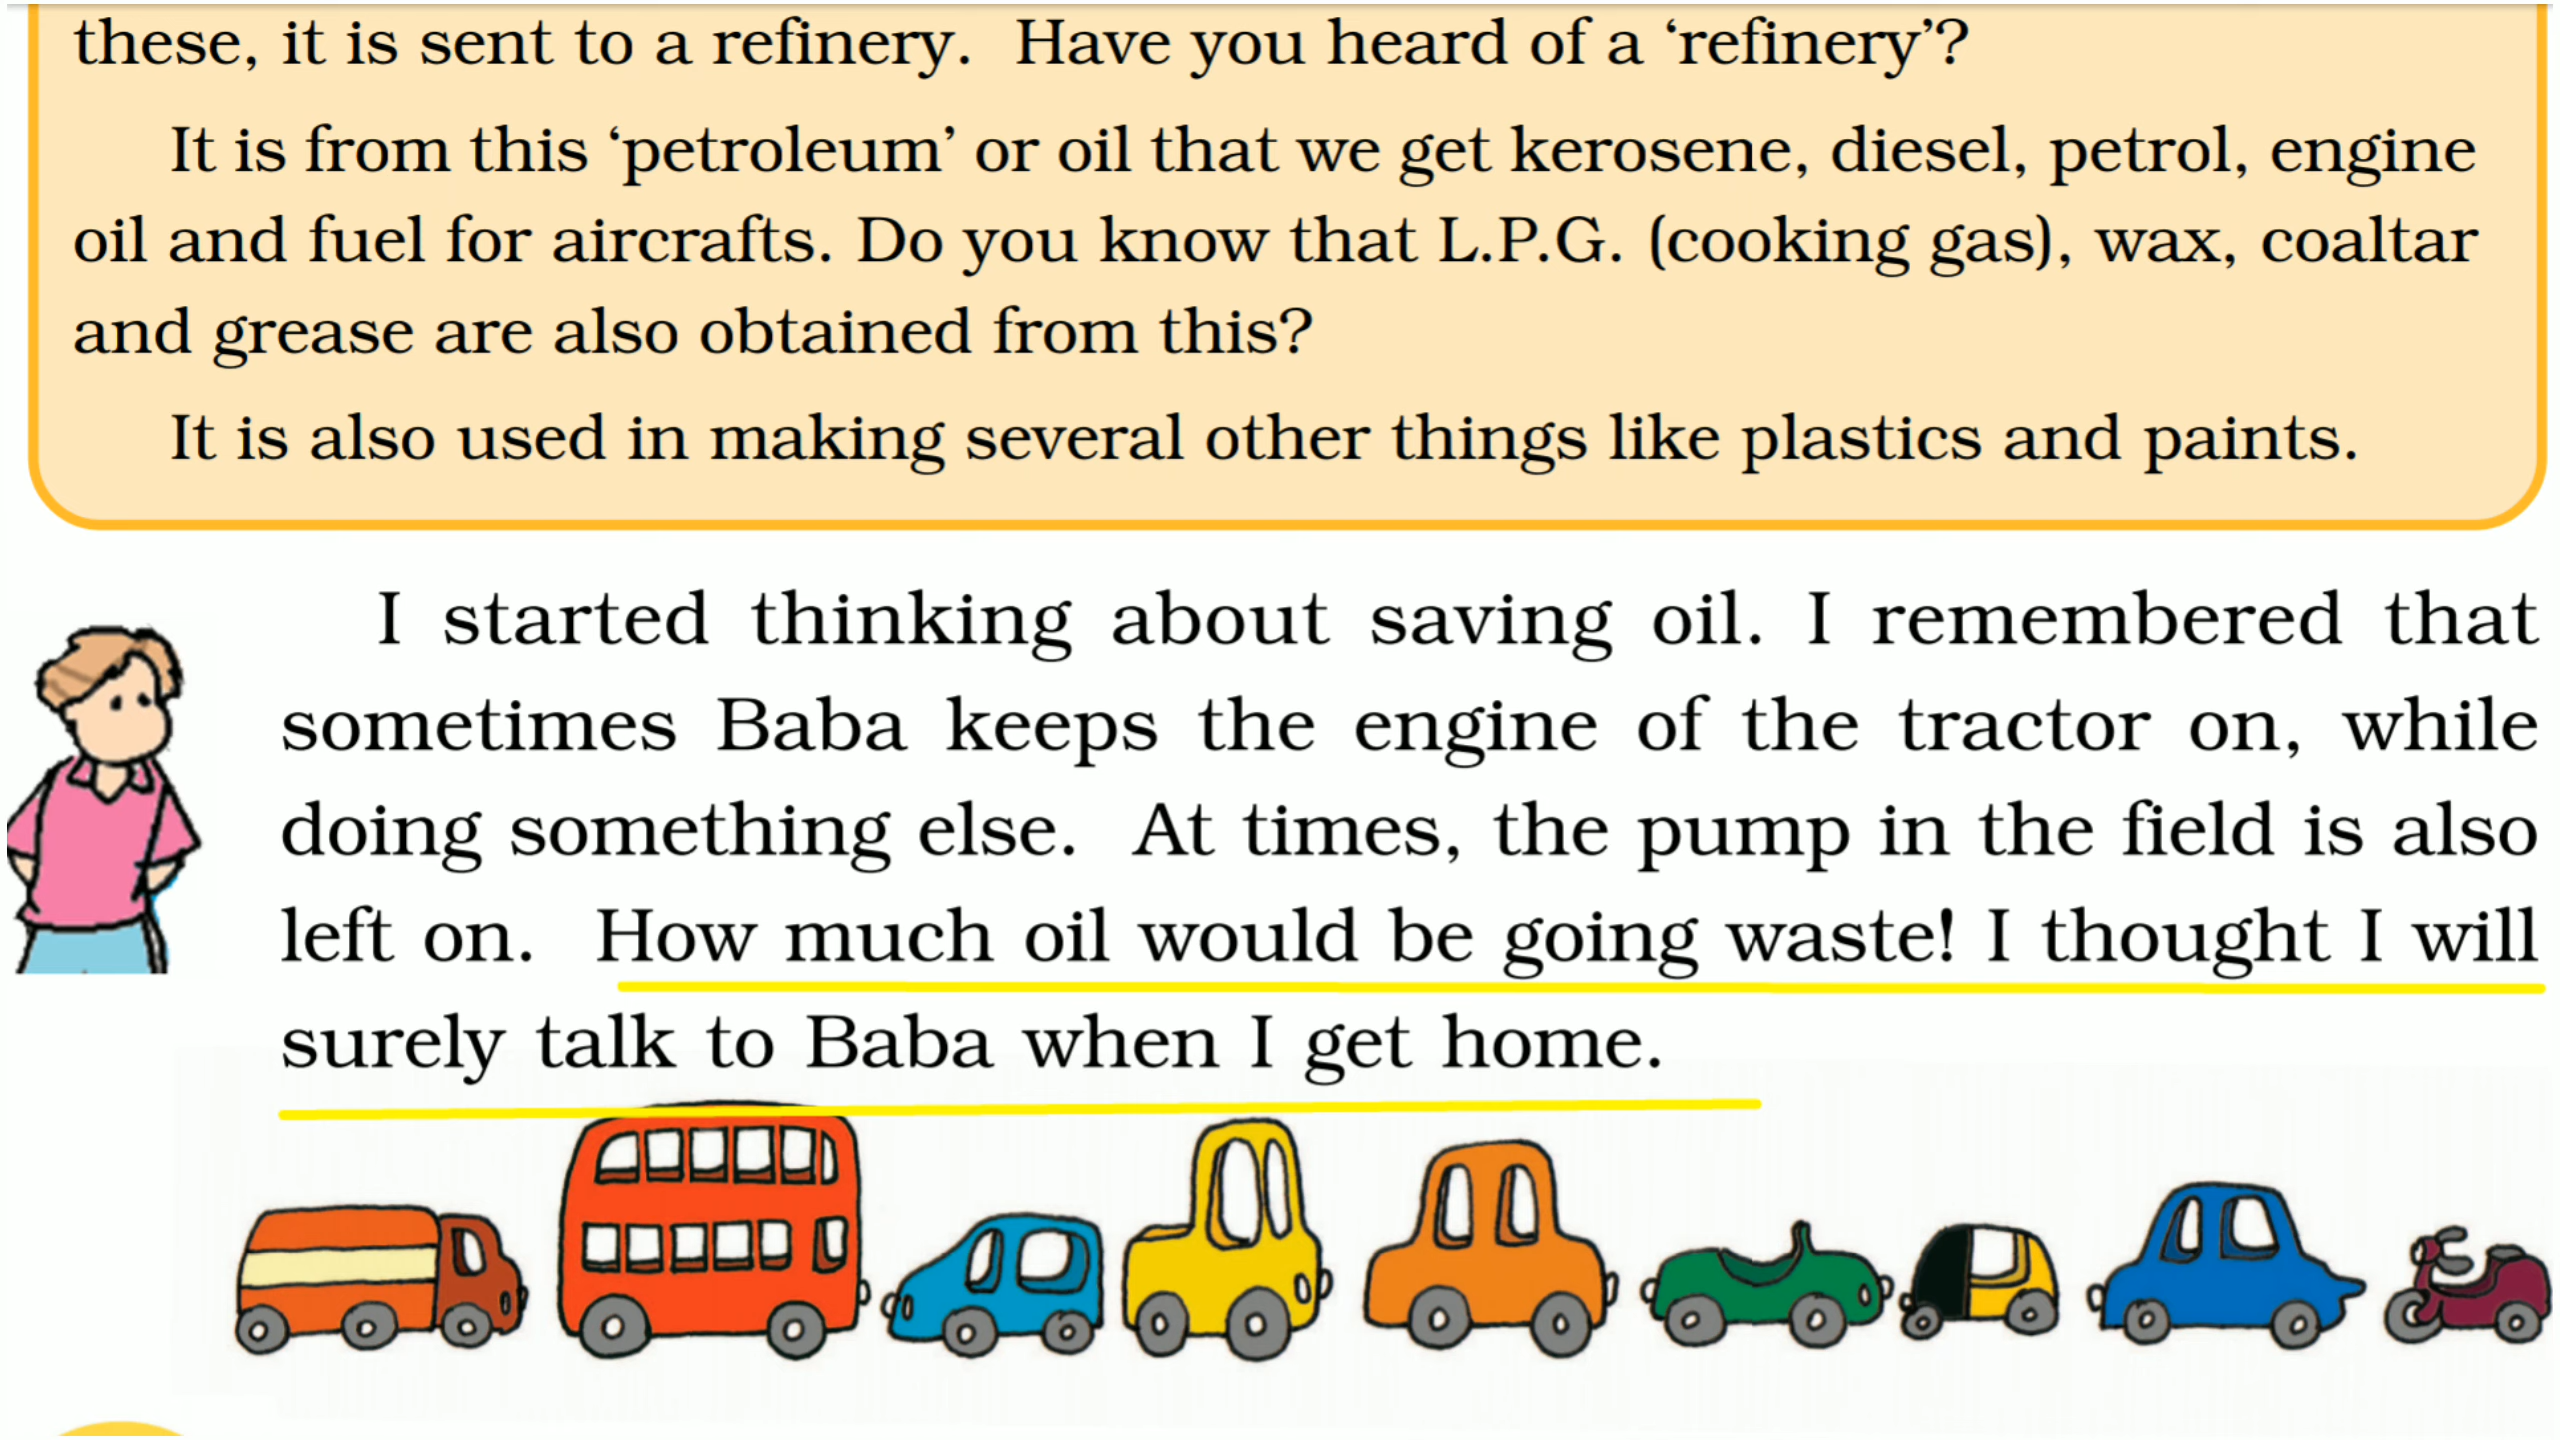 these, it is sent to a refinery. Have you heard of a ‘refinery’?
It is from this ‘petroleum’ or oil that we get kerosene, diesel, petrol, engine
oil and fuel for aircrafts. Do you know that L.P.G. (cooking gas), wax, coaltar
and grease are also obtained from this?
It is also used in making several other things like plastics and paints.
I started thinking about saving oil. I remembered that
sometimes Baba keeps the engine of the tractor on, while
doing something else. At times, the pump in the field is also
left on. How much oil would be going waste! I thought I will
surely talk to Baba when I get home.